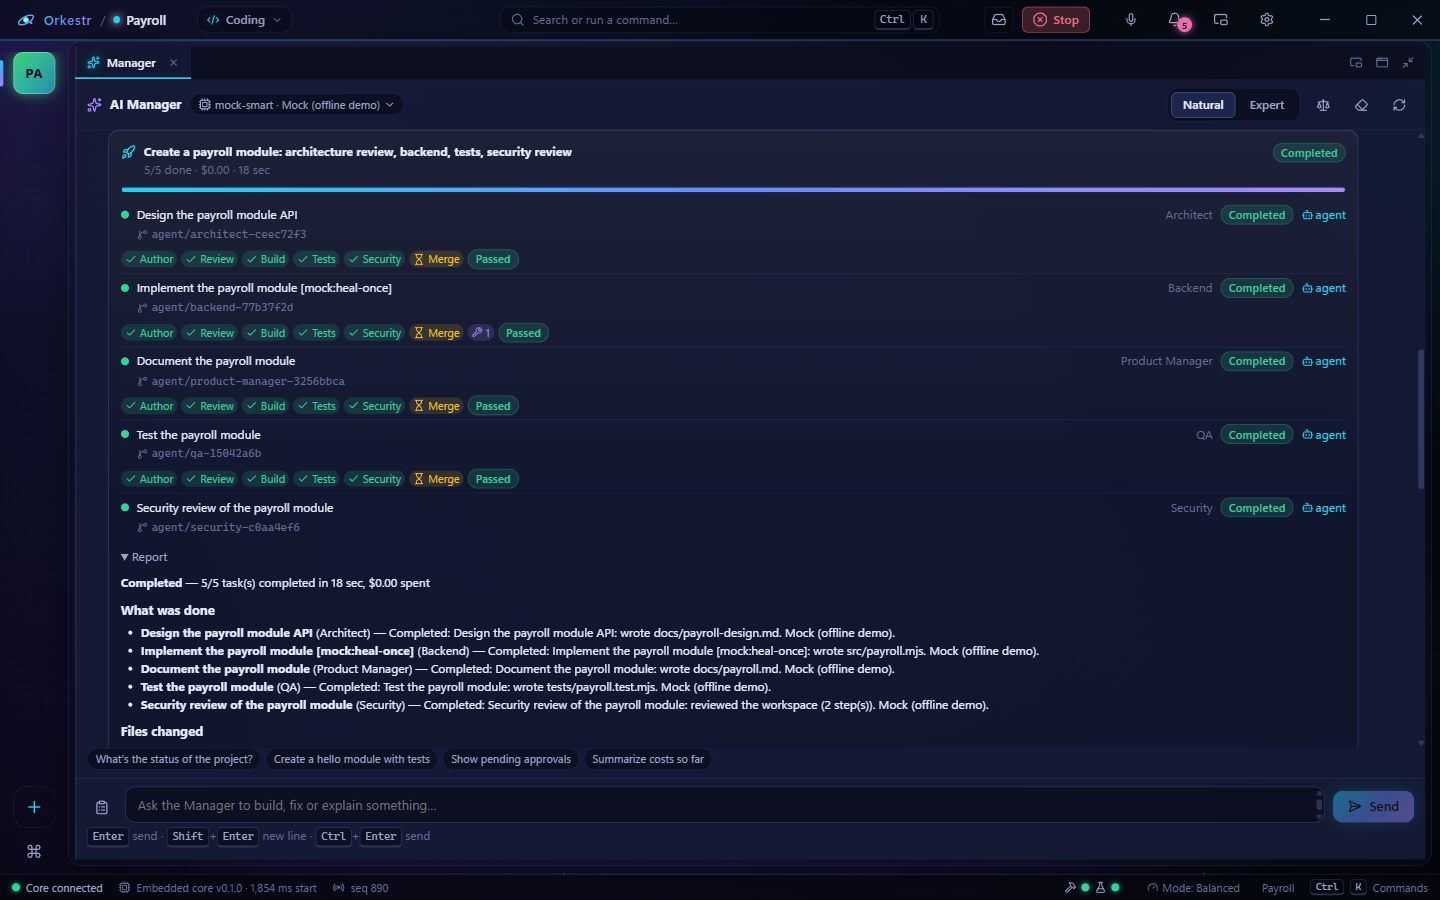 Orkestr / Payroll
Coding
Search or run a command...
Ctrl K
Stop
5
PA
Manager
AI Manager
mock-smart · Mock (offline demo)
Natural
Expert
Create a payroll module: architecture review, backend, tests, security review
Completed
5/5 done · $0.00 · 18 sec
Design the payroll module API
Architect Completed agent
agent/architect-ceec72f3
Author Review Build Tests Security Merge Passed
Implement the payroll module [mock:heal-once]
Backend Completed agent
agent/backend-77b37f2d
Author Review Build Tests Security Merge 1 Passed
Document the payroll module
Product Manager Completed agent
agent/product-manager-3256bbca
Author Review Build Tests Security Merge Passed
Test the payroll module
QA Completed agent
agent/qa-15042a6b
Author Review Build Tests Security Merge Passed
Security review of the payroll module
Security Completed agent
agent/security-c0aa4ef6
▼ Report
Completed — 5/5 task(s) completed in 18 sec, $0.00 spent
What was done
• Design the payroll module API (Architect) — Completed: Design the payroll module API: wrote docs/payroll-design.md. Mock (offline demo).
• Implement the payroll module [mock:heal-once] (Backend) — Completed: Implement the payroll module [mock:heal-once]: wrote src/payroll.mjs. Mock (offline demo).
• Document the payroll module (Product Manager) — Completed: Document the payroll module: wrote docs/payroll.md. Mock (offline demo).
• Test the payroll module (QA) — Completed: Test the payroll module: wrote tests/payroll.test.mjs. Mock (offline demo).
• Security review of the payroll module (Security) — Completed: Security review of the payroll module: reviewed the workspace (2 step(s)). Mock (offline demo).
Files changed
What's the status of the project?
Create a hello module with tests
Show pending approvals
Summarize costs so far
Ask the Manager to build, fix or explain something...
Send
Enter send · Shift + Enter new line · Ctrl + Enter send
Core connected
Embedded core v0.1.0 · 1,854 ms start
seq 890
Mode: Balanced
Payroll
Ctrl K Commands